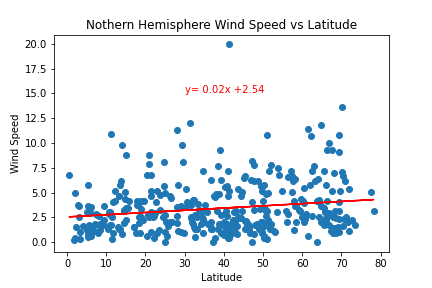 Nothern Hemisphere Wind Speed vs Latitude
20.0
17.5
15.0
12.5
10.0
7.5
5.0
2.5
0.0
Wind Speed
y= 0.02x +2.54
0 10 20 30 40 50 60 70 80
Latitude